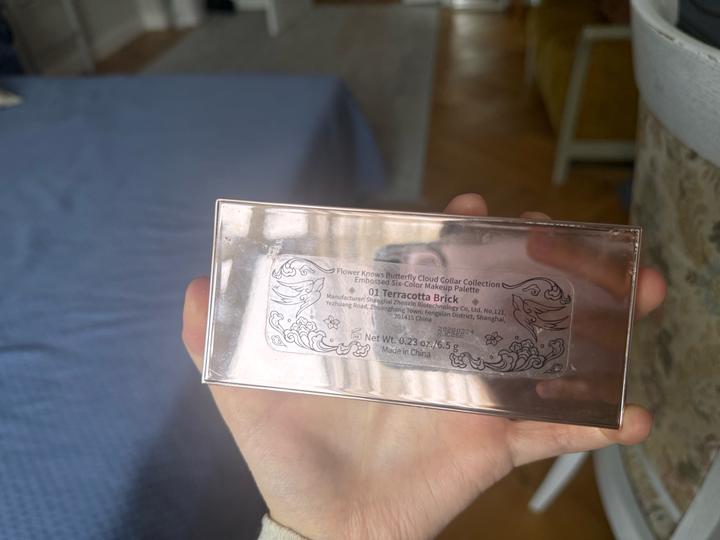 Flower Knows Butterfly Cloud Collar Collection
Embossed Six-Color Makeup Palette
01 Terracotta Brick
Manufacturer: Shanghai Zhenxin Biotechnology Co, Ltd. No.121,
Yezhuang Road, Zhuanghang Town, Fengxian District, Shanghai,
201415 China
Net Wt. 0.23 oz./6.5 g
Made in China